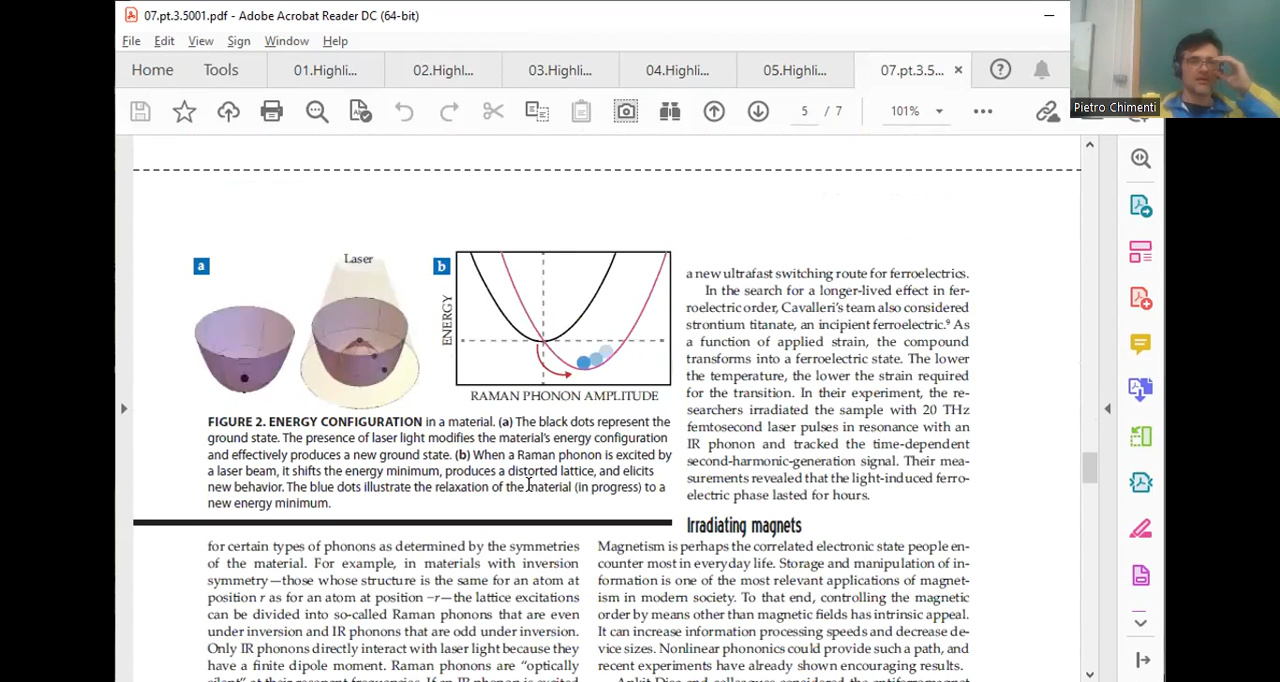 07.pt.3.5001.pdf - Adobe Acrobat Reader DC (64-bit)
File Edit View Sign Window Help
Home Tools 01.Highli... 02.Highl... 03.Highli... 04.Highli... 05.Highli... 07.pt.3.5...
5 / 7 101%
Pietro Chimenti
a
Laser
b
ENERGY
RAMAN PHONON AMPLITUDE
FIGURE 2. ENERGY CONFIGURATION in a material. (a) The black dots represent the
ground state. The presence of laser light modifies the material's energy configuration
and effectively produces a new ground state. (b) When a Raman phonon is excited by
a laser beam, it shifts the energy minimum, produces a distorted lattice, and elicits
new behavior. The blue dots illustrate the relaxation of the material (in progress) to a
new energy minimum.
for certain types of phonons as determined by the symmetries
of the material. For example, in materials with inversion
symmetry—those whose structure is the same for an atom at
position r as for an atom at position −r—the lattice excitations
can be divided into so-called Raman phonons that are even
under inversion and IR phonons that are odd under inversion.
Only IR phonons directly interact with laser light because they
have a finite dipole moment. Raman phonons are "optically
silent" at their resonant frequencies. If an IR phonon is excited
a new ultrafast switching route for ferroelectrics.
In the search for a longer-lived effect in fer-
roelectric order, Cavalleri's team also considered
strontium titanate, an incipient ferroelectric.⁹ As
a function of applied strain, the compound
transforms into a ferroelectric state. The lower
the temperature, the lower the strain required
for the transition. In their experiment, the re-
searchers irradiated the sample with 20 THz
femtosecond laser pulses in resonance with an
IR phonon and tracked the time-dependent
second-harmonic-generation signal. Their mea-
surements revealed that the light-induced ferro-
electric phase lasted for hours.
Irradiating magnets
Magnetism is perhaps the correlated electronic state people en-
counter most in everyday life. Storage and manipulation of in-
formation is one of the most relevant applications of magnet-
ism in modern society. To that end, controlling the magnetic
order by means other than magnetic fields has intrinsic appeal.
It can increase information processing speeds and decrease de-
vice sizes. Nonlinear phononics could provide such a path, and
recent experiments have already shown encouraging results.
Ankit Disa and colleagues considered the antiferromagnet